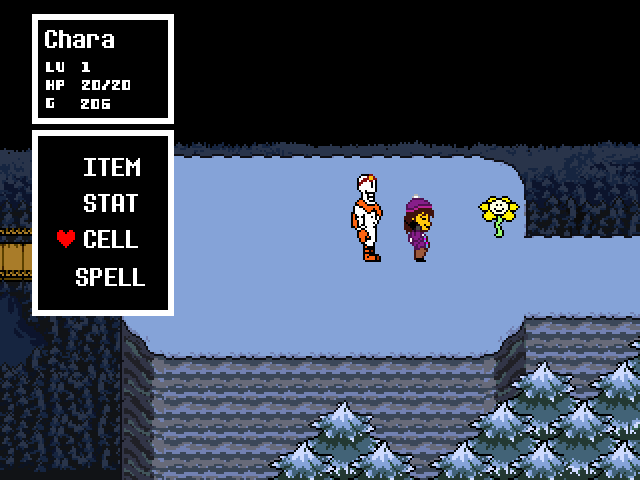 Chara
LV 1
HP 20/20
G 206
ITEM
STAT
CELL
SPELL